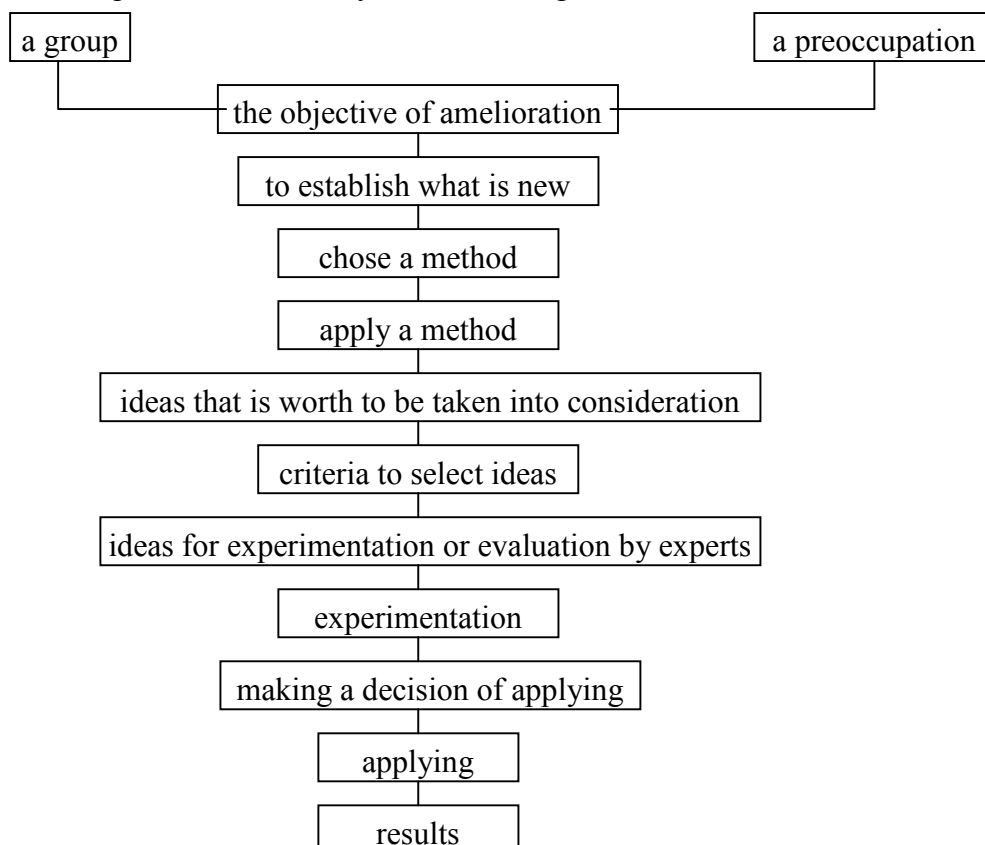 a group
a preoccupation
the objective of amelioration
to establish what is new
chose a method
apply a method
ideas that is worth to be taken into consideration
criteria to select ideas
ideas for experimentation or evaluation by experts
experimentation
making a decision of applying
applying
results